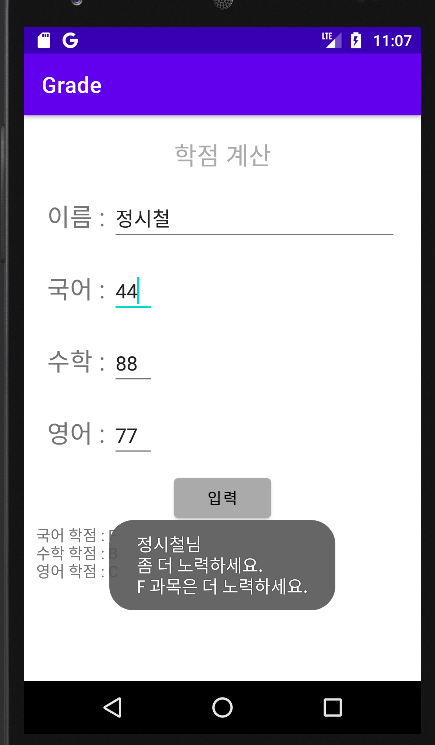 LTE 11:07
Grade
학점 계산
이름 : 정시철
국어 : 44
수학 : 88
영어 : 77
입력
국어 학점 : F
수학 학점 : B
영어 학점 : C
정시철님
좀 더 노력하세요.
F 과목은 더 노력하세요.